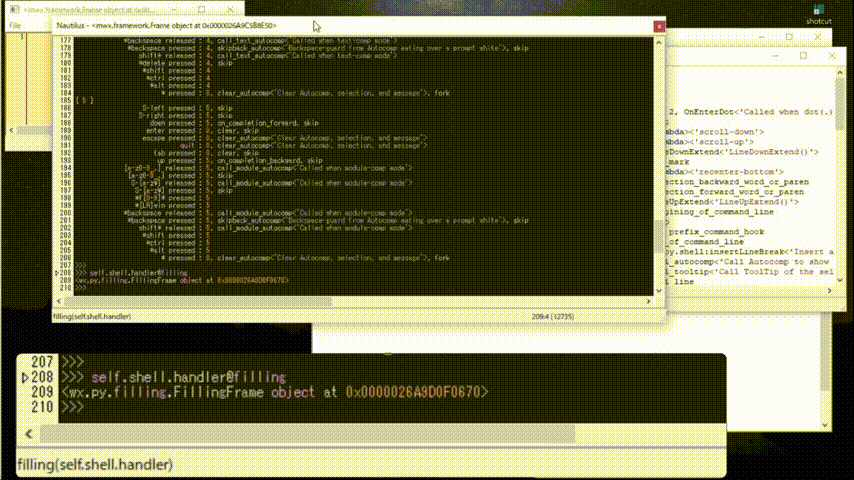 <mwx.framework.Frame object at 0x0000026A9C5B8E50>
File
shotcut
Nautilus - <mwx.framework.Frame object at 0x0000026A9C5B8E50>
177 *backspace released : 4, call_text_autocomp<'Called when text-comp mode'>
178 *backspace pressed : 4, skipback_autocomp<'Backspace-guard from Autocomp eating over a prompt white'>, skip
179 shift* released : 4, call_text_autocomp<'Called when text-comp mode'>
180 *delete pressed : 4, skip
181 *shift pressed : 4
182 *ctrl pressed : 4
183 *alt pressed : 4
184 * pressed : 0, clear_autocomp<'Clear Autocomp, selection, and message'>, fork
185 [ 5 ]
186 S-left pressed : 5, skip
187 S-right pressed : 5, skip
188 down pressed : 5, on_completion_forward, skip
189 enter pressed : 0, clear, skip
190 escape pressed : 0, clear_autocomp<'Clear Autocomp, selection, and message'>
191 quit : 0, clear_autocomp<'Clear Autocomp, selection, and message'>
192 tab pressed : 0, clear, skip
193 up pressed : 5, on_completion_backward, skip
194 [a-z0-9_] released : 5, call_module_autocomp<'Called when module-comp mode'>
195 [a-z0-9_] pressed : 5, skip
196 S-[a-z¥] released : 5, call_module_autocomp<'Called when module-comp mode'>
197 S-[a-z¥] pressed : 5, skip
198 *f[0-9]* pressed : 5
199 *[LR]win pressed : 5
200 *backspace released : 5, call_module_autocomp<'Called when module-comp mode'>
201 *backspace pressed : 5, skipback_autocomp<'Backspace-guard from Autocomp eating over a prompt white'>, skip
202 shift* released : 5, call_module_autocomp<'Called when module-comp mode'>
203 *shift pressed : 5
204 *ctrl pressed : 5
205 *alt pressed : 5
206 * pressed : 0, clear_autocomp<'Clear Autocomp, selection, and message'>, fork
207 >>>
208 >>> self.shell.handler@filling
209 <wx.py.filling.FillingFrame object at 0x0000026A9D0F0670>
210 >>>
filling(self.shell.handler)
209:4 (12735)
2, OnEnterDot<'Called when dot(.)
mbda><'scroll-down'>
mbda><'scroll-up'>
neDownExtend<'LineDownExtend()'>
_mark
mbda><'recenter-bottom'>
ection_backward_word_or_paren
ection_forward_word_or_paren
neUpExtend<'LineUpExtend()'>
gining_of_command_line
prefix_command_hook
_of_command_line
py.shell:insertLineBreak<'Insert a
l_autocomp<'Call Autocomp to show
l_tooltip<'Call ToolTip of the sel
l line
207 >>>
208 >>> self.shell.handler@filling
209 <wx.py.filling.FillingFrame object at 0x0000026A9D0F0670>
210 >>>
filling(self.shell.handler)